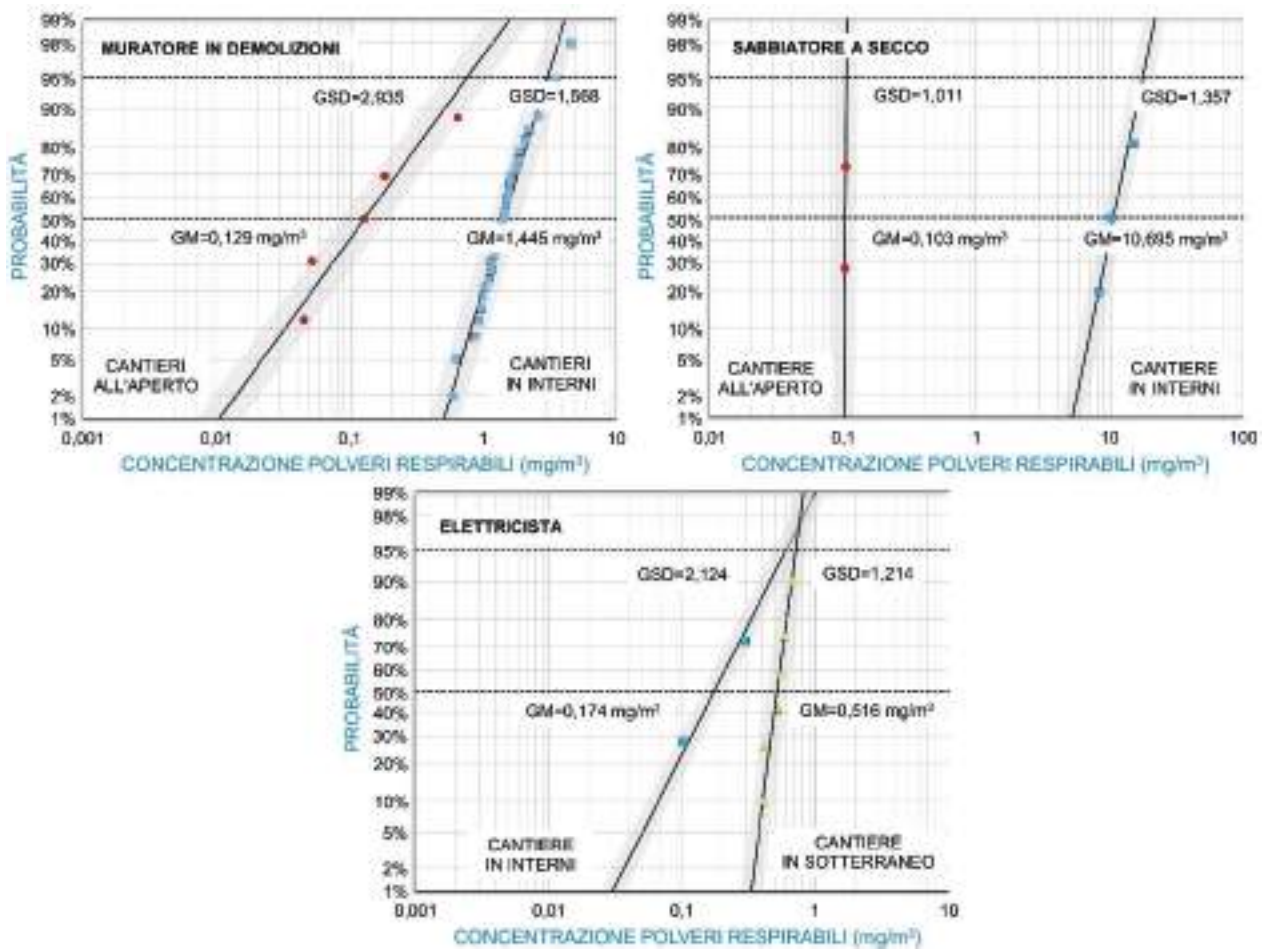 MURATORE IN DEMOLIZIONI
PROBABILITÀ
99%
98%
95%
90%
80%
70%
60%
50%
40%
30%
20%
10%
5%
2%
1%
GSD=2,935
GSD=1,568
GM=0,129 mg/m³
GM=1,445 mg/m³
CANTIERI
ALL'APERTO
CANTIERI
IN INTERNI
0,001
0,01
0,1
1
10
CONCENTRAZIONE POLVERI RESPIRABILI (mg/m³)
SABBIATORE A SECCO
PROBABILITÀ
99%
98%
95%
90%
80%
70%
60%
50%
40%
30%
20%
10%
5%
2%
1%
GSD=1,011
GSD=1,357
GM=0,103 mg/m³
GM=10,695 mg/m³
CANTIERE
ALL'APERTO
CANTIERE
IN INTERNI
0,01
0,1
1
10
100
CONCENTRAZIONE POLVERI RESPIRABILI (mg/m³)
ELETTRICISTA
PROBABILITÀ
99%
98%
95%
90%
80%
70%
60%
50%
40%
30%
20%
10%
5%
2%
1%
GSD=2,124
GSD=1,214
GM=0,174 mg/m³
GM=0,516 mg/m³
CANTIERE
IN INTERNI
CANTIERE
IN SOTTERRANEO
0,001
0,01
0,1
1
10
CONCENTRAZIONE POLVERI RESPIRABILI (mg/m³)